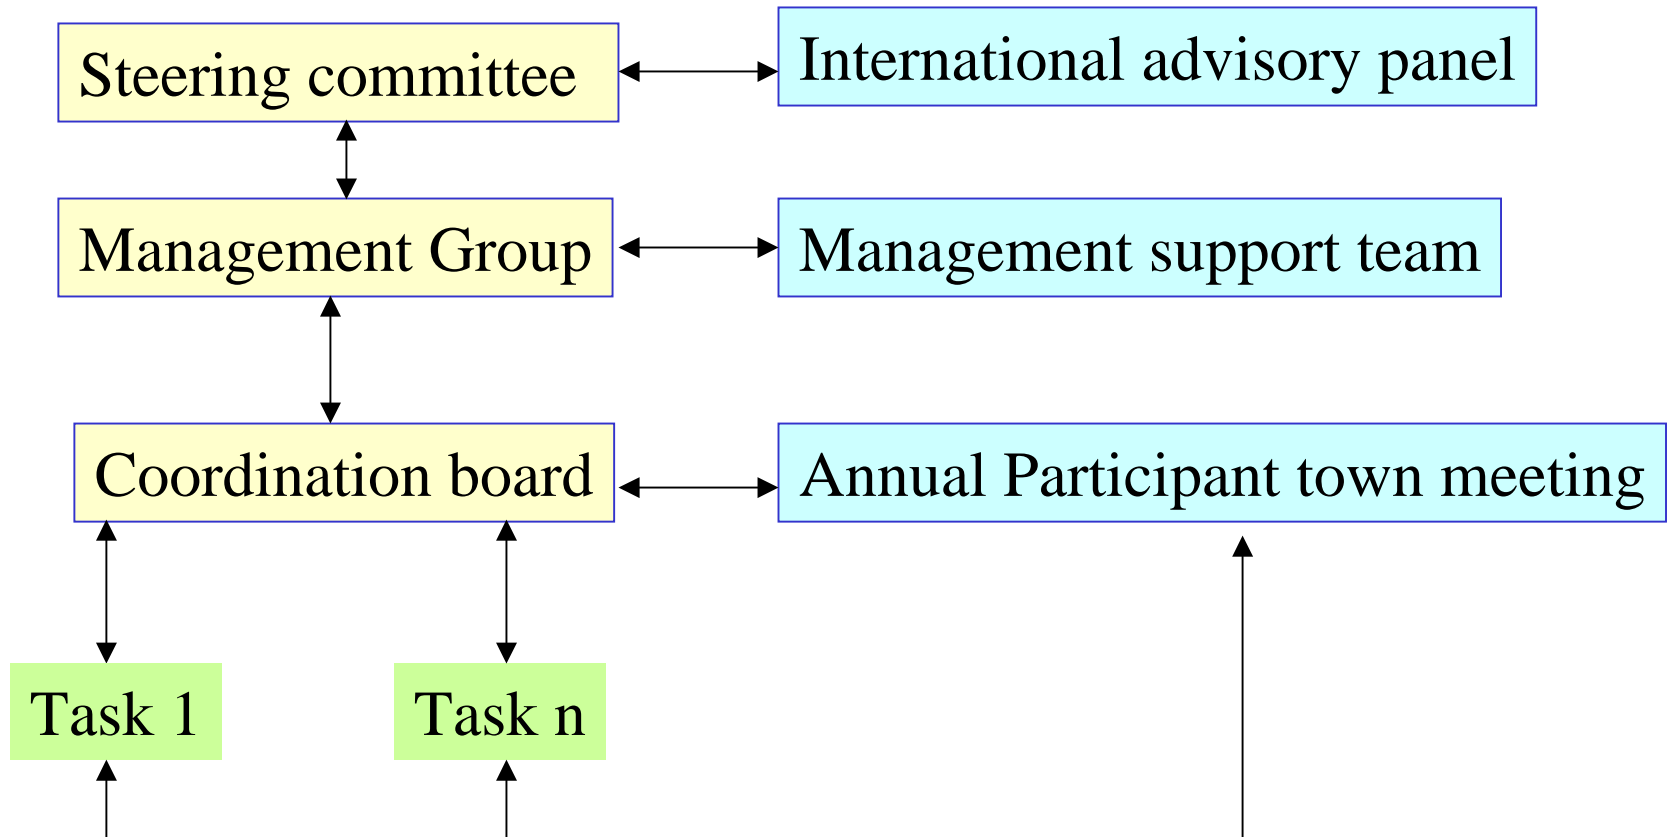 Steering committee
International advisory panel
Management Group
Management support team
Coordination board
Annual Participant town meeting
Task 1
Task n